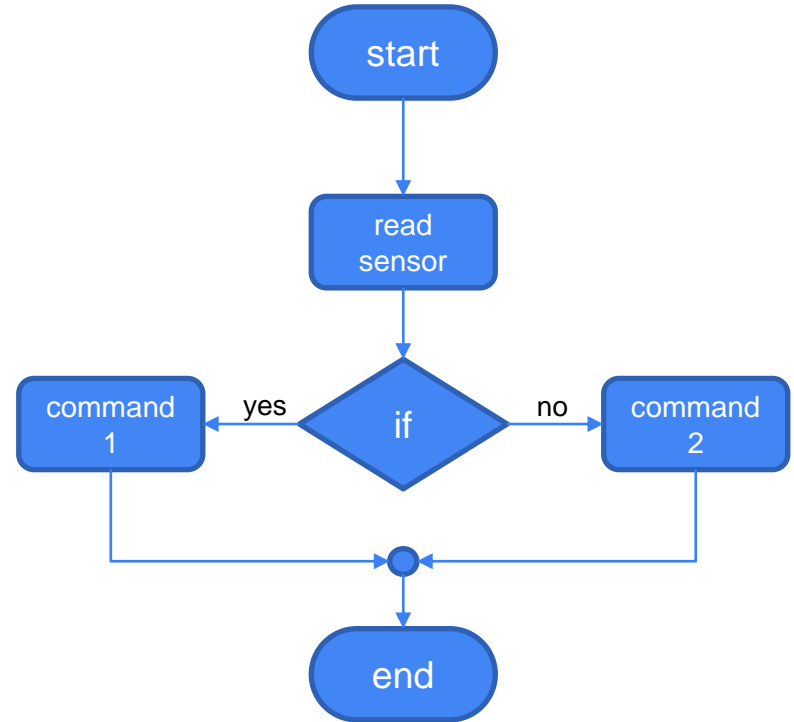 start
read
sensor
if
yes
no
command
1
command
2
end